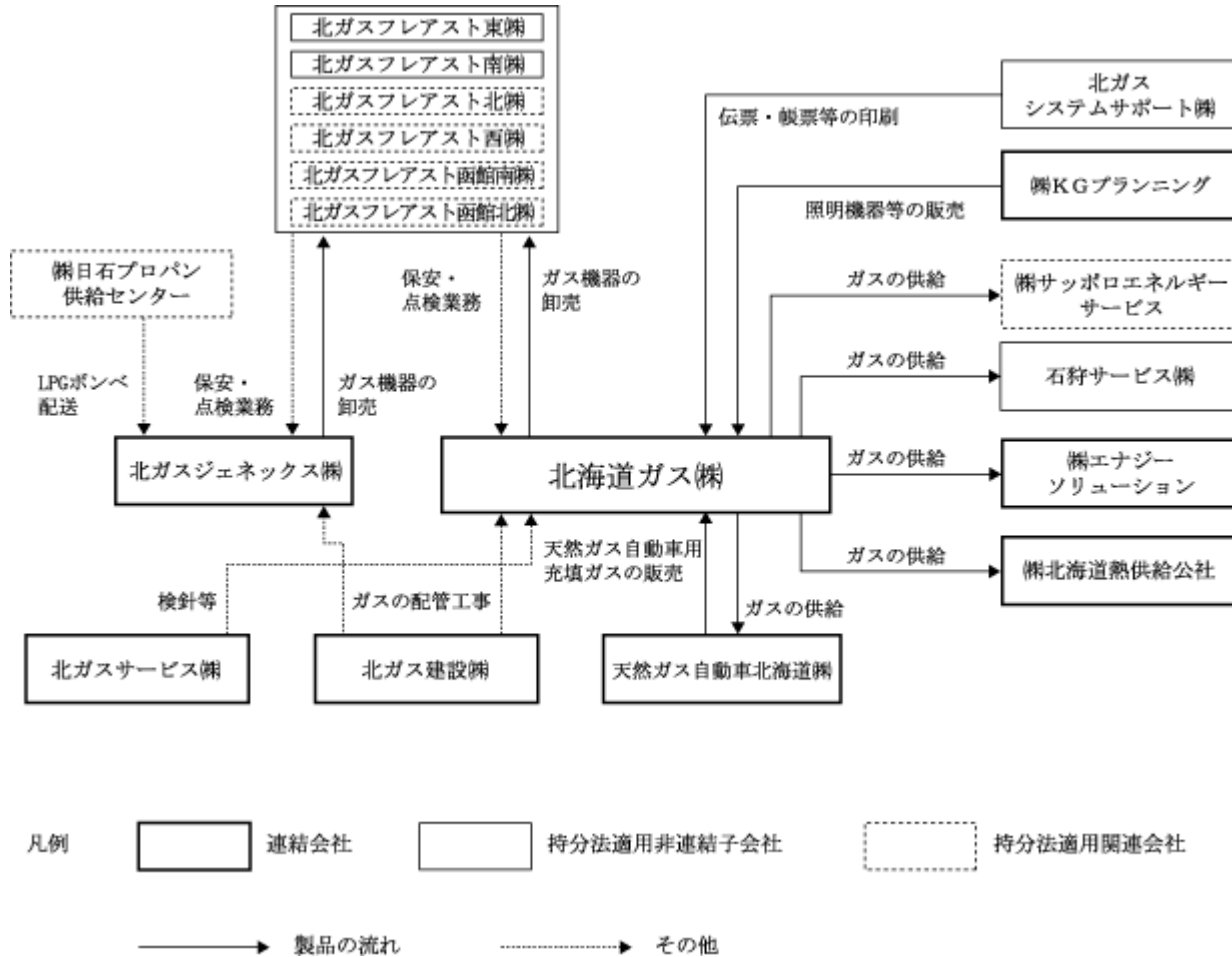 北ガスフレアスト東㈱
北ガスフレアスト南㈱
北ガスフレアスト北㈱
北ガスフレアスト西㈱
北ガスフレアスト函館南㈱
北ガスフレアスト函館北㈱
北ガス
システムサポート㈱
伝票・帳票等の印刷
㈱KGプランニング
照明機器等の販売
㈱日石プロパン
供給センター
保安・
点検業務
ガス機器の
卸売
ガスの供給
㈱サッポロエネルギー
サービス
LPGボンベ
配送
保安・
点検業務
ガス機器の
卸売
ガスの供給
石狩サービス㈱
北ガスジェネックス㈱
北海道ガス㈱
ガスの供給
㈱エナジー
ソリューション
天然ガス自動車用
充填ガスの販売
ガスの供給
㈱北海道熱供給公社
検針等
ガスの配管工事
ガスの供給
北ガスサービス㈱
北ガス建設㈱
天然ガス自動車北海道㈱
凡例
連結会社
持分法適用非連結子会社
持分法適用関連会社
製品の流れ
その他